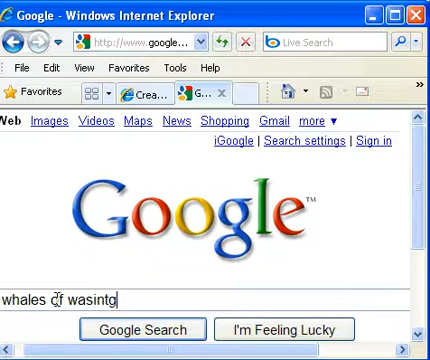 Google - Windows Internet Explorer
http://www.google... Live Search
File Edit View Favorites Tools Help
Favorites Crea... G...
Web Images Videos Maps News Shopping Gmail more ▼
iGoogle | Search settings | Sign in
Google™
whales of wasintg
Google Search I'm Feeling Lucky